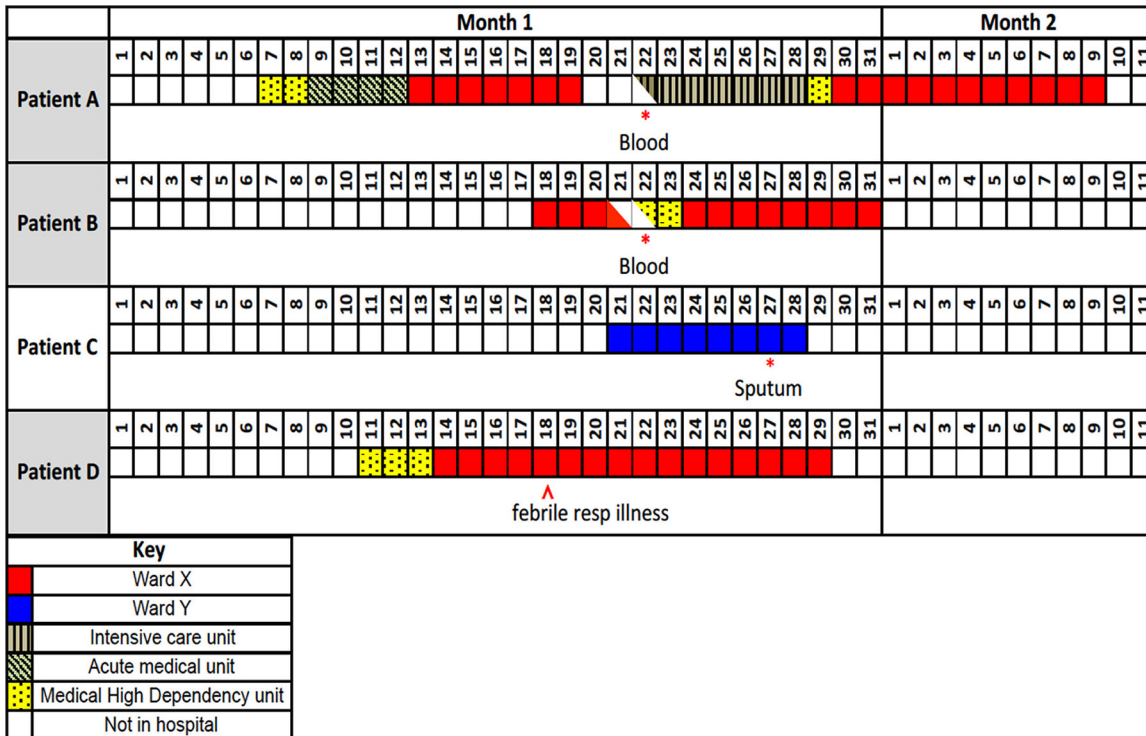 Month 1 Month 2
1 2 3 4 5 6 7 8 9 10 11 12 13 14 15 16 17 18 19 20 21 22 23 24 25 26 27 28 29 30 31 1 2 3 4 5 6 7 8 9 10 11
Patient A
*
Blood
1 2 3 4 5 6 7 8 9 10 11 12 13 14 15 16 17 18 19 20 21 22 23 24 25 26 27 28 29 30 31 1 2 3 4 5 6 7 8 9 10 11
Patient B
*
Blood
1 2 3 4 5 6 7 8 9 10 11 12 13 14 15 16 17 18 19 20 21 22 23 24 25 26 27 28 29 30 31 1 2 3 4 5 6 7 8 9 10 11
Patient C
*
Sputum
1 2 3 4 5 6 7 8 9 10 11 12 13 14 15 16 17 18 19 20 21 22 23 24 25 26 27 28 29 30 31 1 2 3 4 5 6 7 8 9 10 11
Patient D
^
febrile resp illness
Key
Ward X
Ward Y
Intensive care unit
Acute medical unit
Medical High Dependency unit
Not in hospital